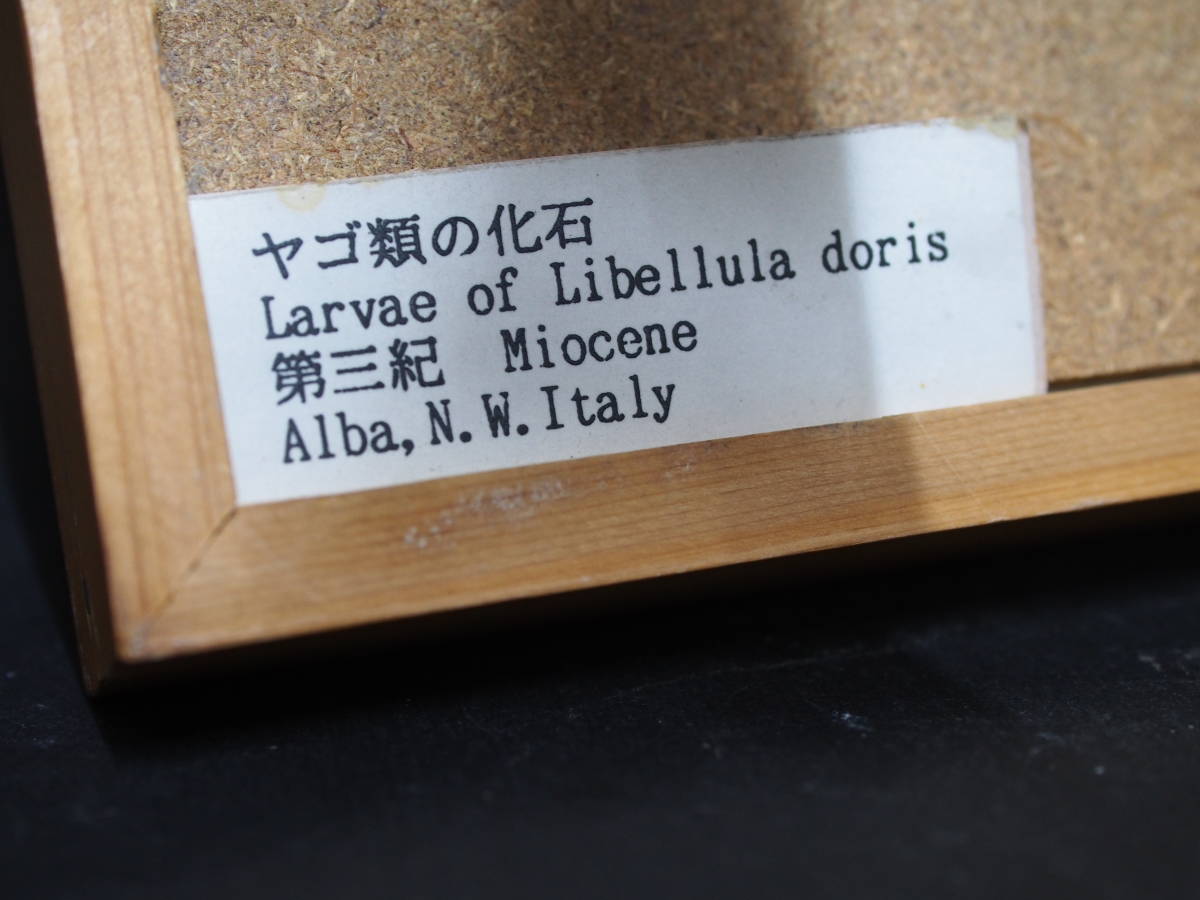 ヤゴ類の化石
Larvae of Libellula doris
第三紀　Miocene
Alba,N.W.Italy